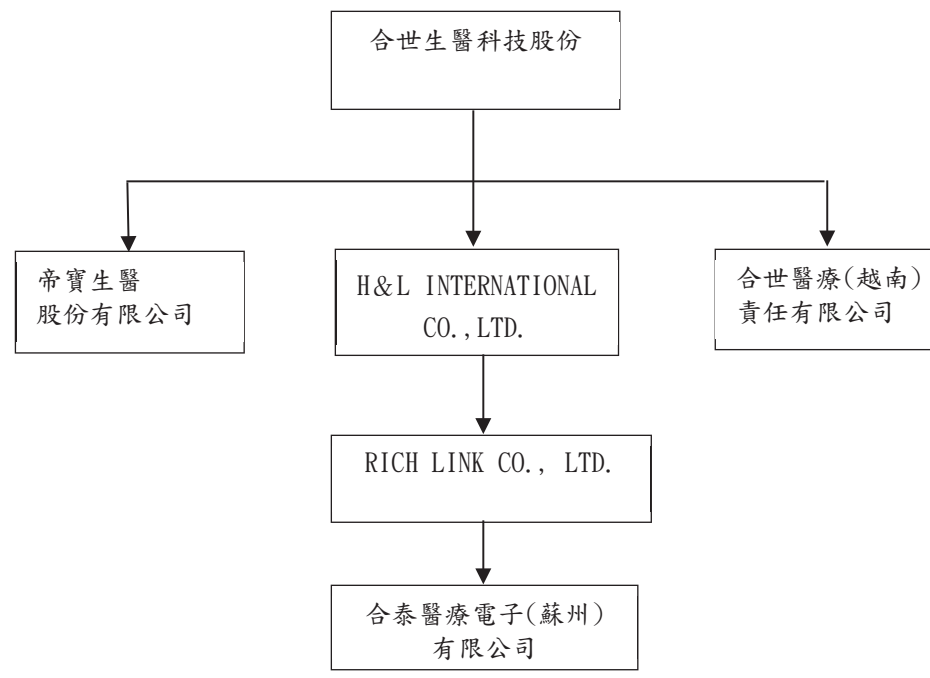 合世生醫科技股份
帝寶生醫
股份有限公司
H&L INTERNATIONAL
CO.,LTD.
合世醫療(越南)
責任有限公司
RICH LINK CO., LTD.
合泰醫療電子(蘇州)
有限公司